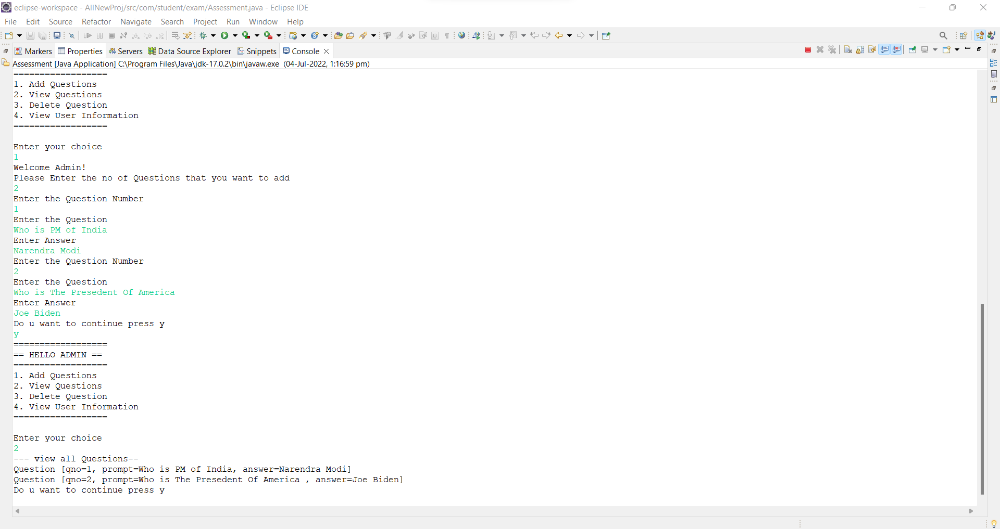 eclipse-workspace - AllNewProj/src/com/student/exam/Assessment.java - Eclipse IDE
File Edit Source Refactor Navigate Search Project Run Window Help
Markers Properties Servers Data Source Explorer Snippets Console
Assessment [Java Application] C:\Program Files\Java\jdk-17.0.2\bin\javaw.exe (04-Jul-2022, 1:16:59 pm)
==================
1. Add Questions
2. View Questions
3. Delete Question
4. View User Information
==================
Enter your choice
1
Welcome Admin!
Please Enter the no of Questions that you want to add
2
Enter the Question Number
1
Enter the Question
Who is PM of India
Enter Answer
Narendra Modi
Enter the Question Number
2
Enter the Question
Who is The Presedent Of America
Enter Answer
Joe Biden
Do u want to continue press y
y
==================
== HELLO ADMIN ==
==================
1. Add Questions
2. View Questions
3. Delete Question
4. View User Information
==================
Enter your choice
2
--- view all Questions--
Question [qno=1, prompt=Who is PM of India, answer=Narendra Modi]
Question [qno=2, prompt=Who is The Presedent Of America , answer=Joe Biden]
Do u want to continue press y